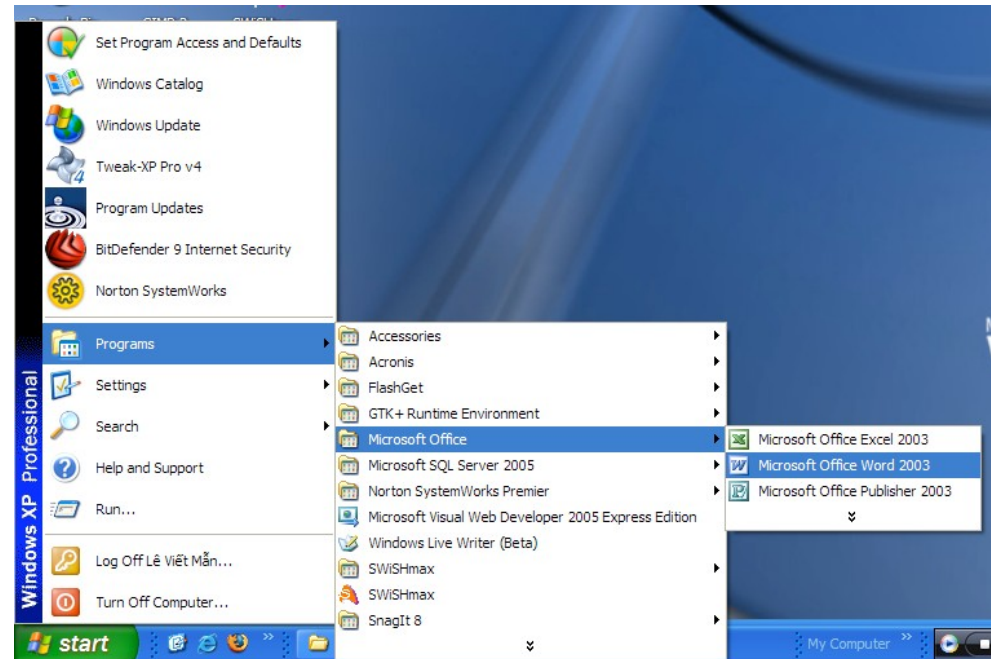 Set Program Access and Defaults
Windows Catalog
Windows Update
Tweak-XP Pro v4
Program Updates
BitDefender 9 Internet Security
Norton SystemWorks
Programs
Settings
Search
Help and Support
Run...
Log Off Lê Viết Mẫn...
Turn Off Computer...
Windows XP Professional
Accessories
Acronis
FlashGet
GTK+ Runtime Environment
Microsoft Office
Microsoft SQL Server 2005
Norton SystemWorks Premier
Microsoft Visual Web Developer 2005 Express Edition
Windows Live Writer (Beta)
SWiSHmax
SWiSHmax
SnagIt 8
Microsoft Office Excel 2003
Microsoft Office Word 2003
Microsoft Office Publisher 2003
start
My Computer